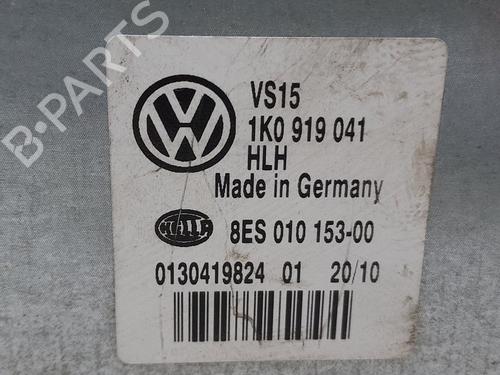 B-PARTS
VS15
1K0 919 041
HLH
Made in Germany
HELLA
8ES 010 153-00
0130419824 01 20/10